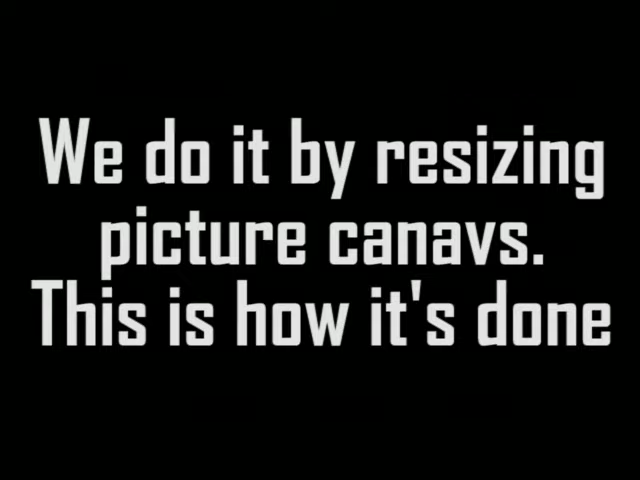 We do it by resizing
picture canavs.
This is how it's done